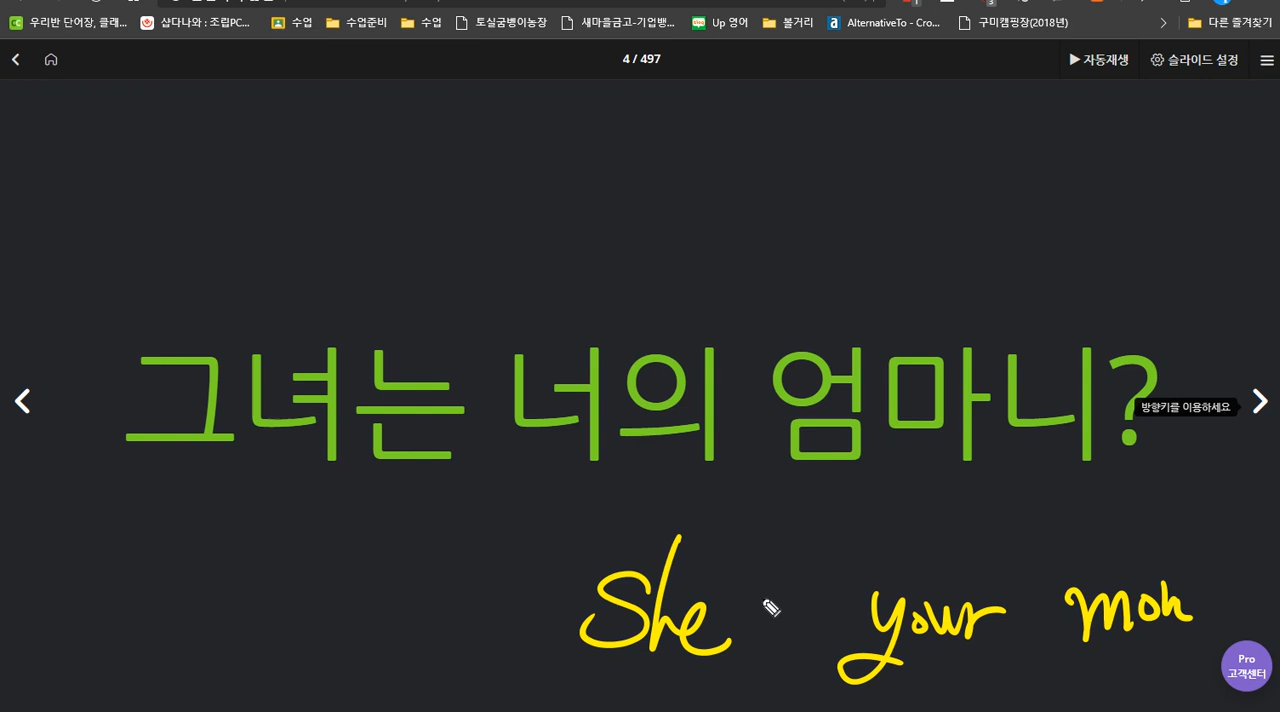 우리반 단어장, 클래... 샵다나와 : 조립PC... 수업 수업준비 수업 토실굼뱅이농장 새마을금고-기업뱅... Up 영어 볼거리 AlternativeTo - Cro... 구미캠핑장(2018년) 다른 즐겨찾기
4 / 497 ▶자동재생 슬라이드 설정
그녀는 너의 엄마니?
방향키를 이용하세요
She your mom
Pro
고객센터